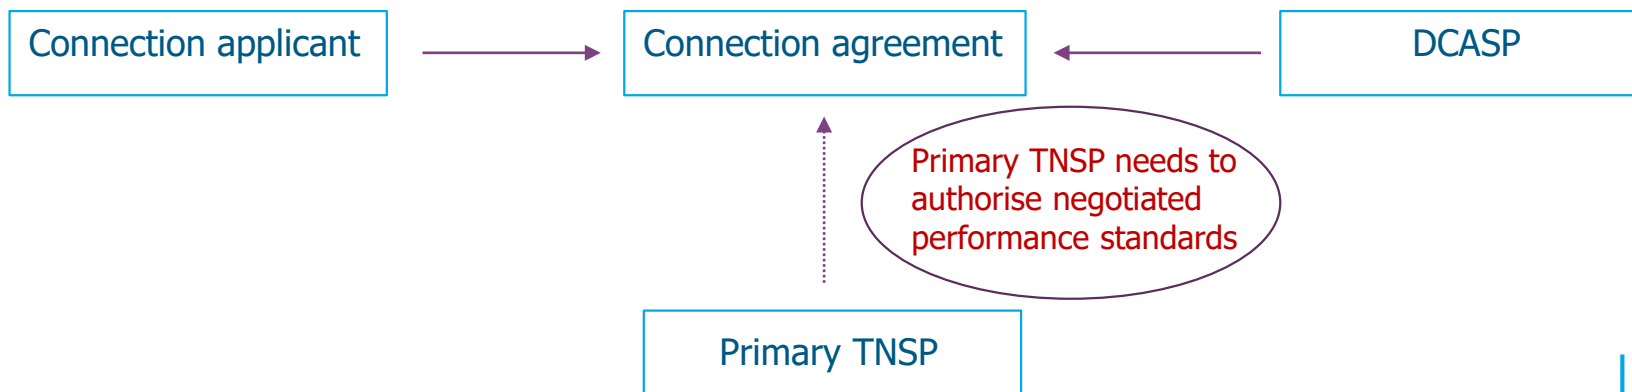 Connection applicant
Connection agreement
DCASP
Primary TNSP needs to
authorise negotiated
performance standards
Primary TNSP